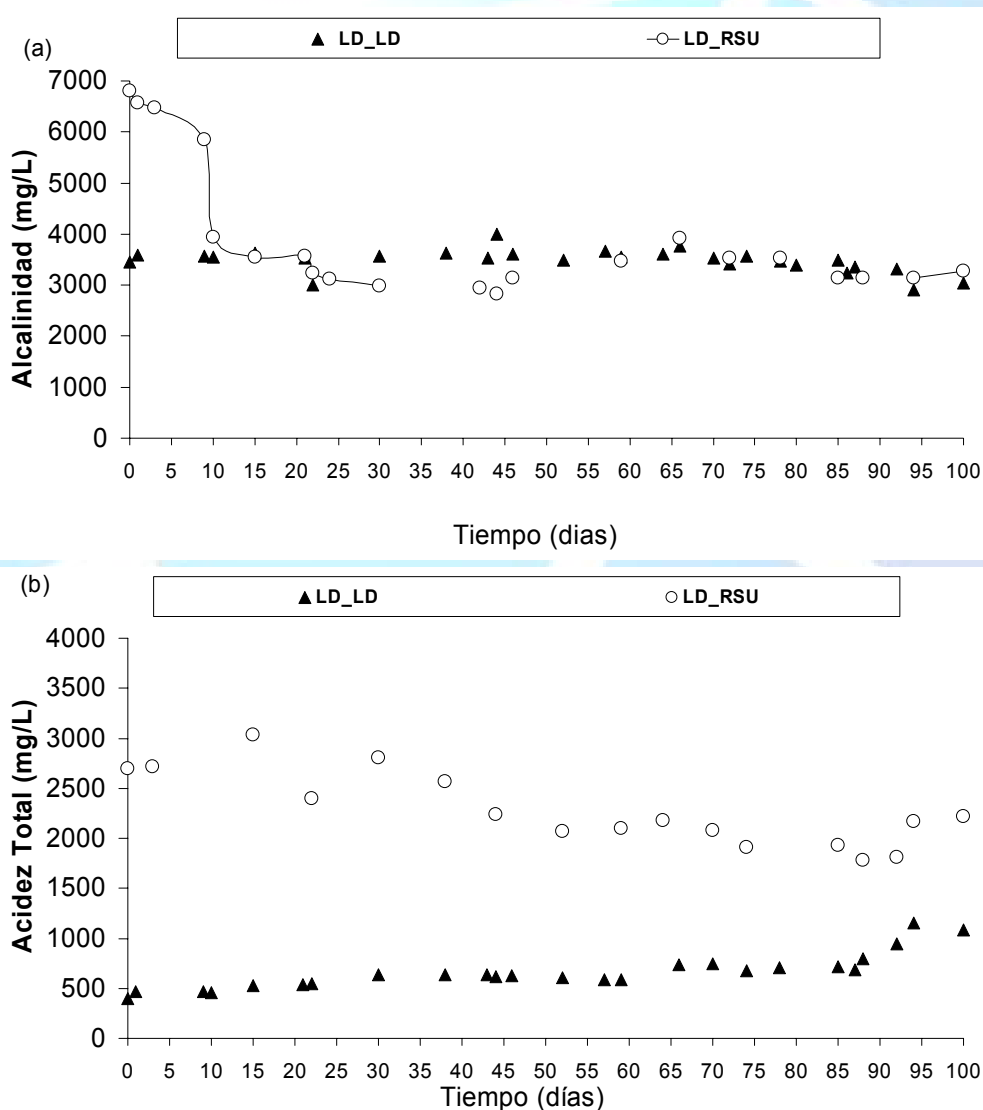 (a)
LD_LD LD_RSU
7000
6000
5000
4000
3000
2000
1000
0
Alcalinidad (mg/L)
0 5 10 15 20 25 30 35 40 45 50 55 60 65 70 75 80 85 90 95 100
Tiempo (dias)
(b)
LD_LD LD_RSU
4000
3500
3000
2500
2000
1500
1000
500
0
Acidez Total (mg/L)
0 5 10 15 20 25 30 35 40 45 50 55 60 65 70 75 80 85 90 95 100
Tiempo (días)